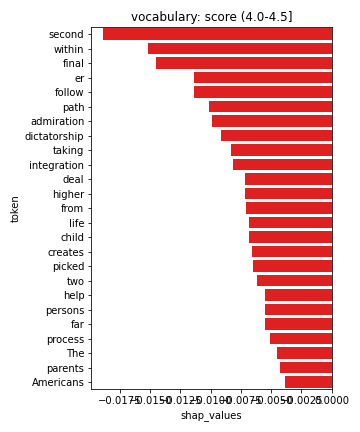 vocabulary: score (4.0-4.5]
second
within
final
er
follow
path
admiration
dictatorship
taking
integration
deal
higher
from
life
child
creates
picked
two
help
persons
far
process
The
parents
Americans
token
−0.0175 −0.0150 −0.0125 −0.0100 −0.0075 −0.0050 −0.0025 0.0000
shap_values